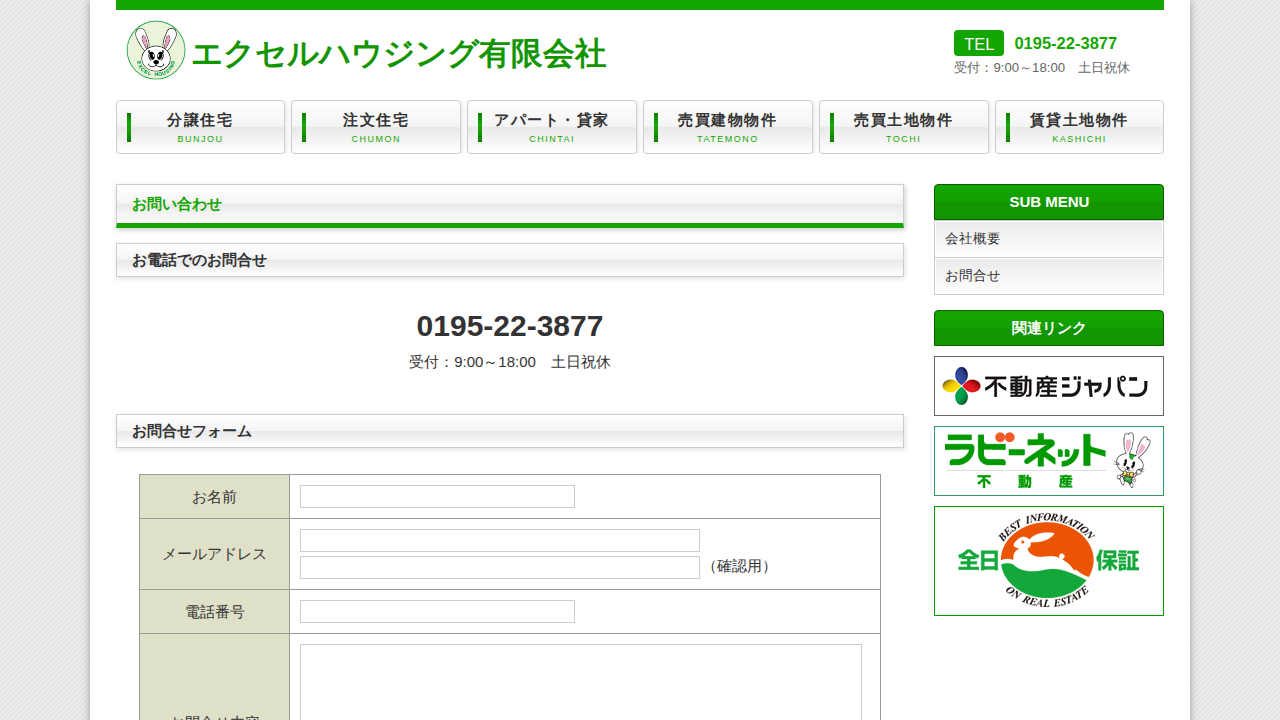 EXCEL HOUSING
エクセルハウジング有限会社
TEL 0195-22-3877
受付：9:00～18:00　土日祝休
分譲住宅
BUNJOU
注文住宅
CHUMON
アパート・貸家
CHINTAI
売買建物物件
TATEMONO
売買土地物件
TOCHI
賃貸土地物件
KASHICHI
お問い合わせ
お電話でのお問合せ
0195-22-3877
受付：9:00～18:00　土日祝休
お問合せフォーム
お名前
メールアドレス
（確認用）
電話番号
お問合せ内容
SUB MENU
会社概要
お問合せ
関連リンク
不動産ジャパン
ラビーネット
不動産
BEST INFORMATION
全日保証
ON REAL ESTATE